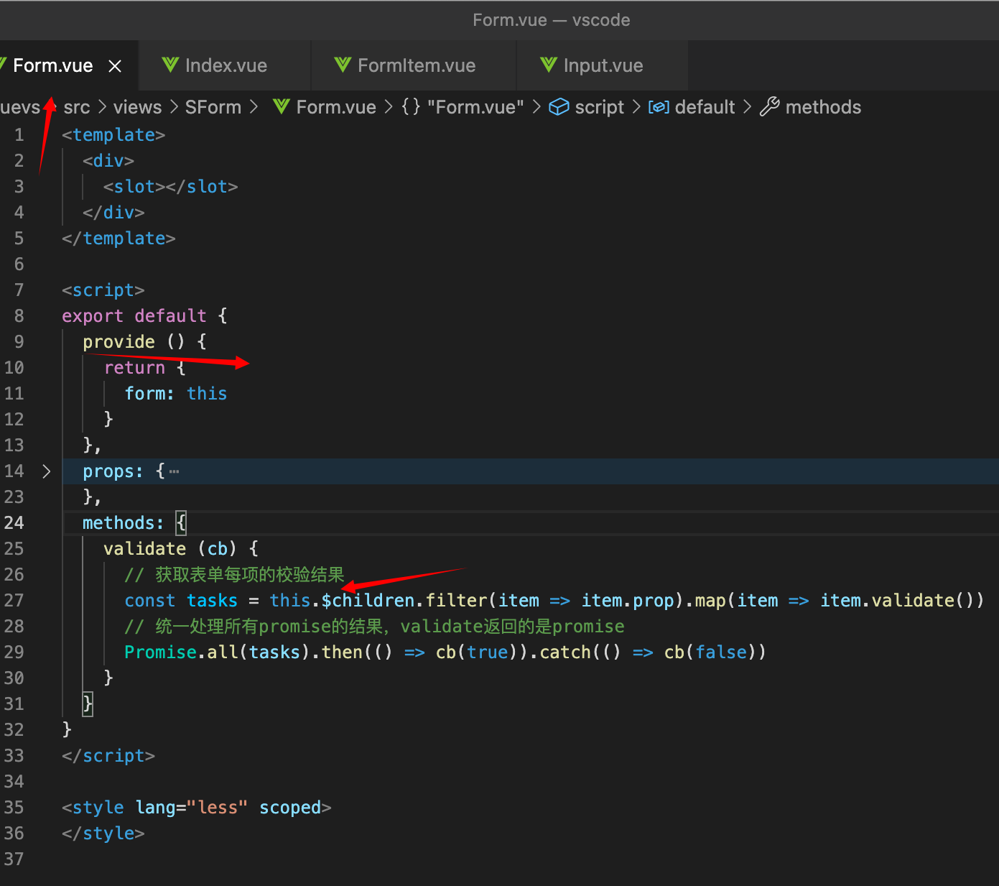 Form.vue — vscode
Form.vue Index.vue FormItem.vue Input.vue
uevs > src > views > SForm > Form.vue > {} "Form.vue" > script > default > methods
1 <template>
2 <div>
3 <slot></slot>
4 </div>
5 </template>
6
7 <script>
8 export default {
9 provide () {
10 return {
11 form: this
12 }
13 },
14 props: {⋯
23 },
24 methods: {
25 validate (cb) {
26 // 获取表单每项的校验结果
27 const tasks = this.$children.filter(item => item.prop).map(item => item.validate())
28 // 统一处理所有promise的结果，validate返回的是promise
29 Promise.all(tasks).then(() => cb(true)).catch(() => cb(false))
30 }
31 }
32 }
33 </script>
34
35 <style lang="less" scoped>
36 </style>
37